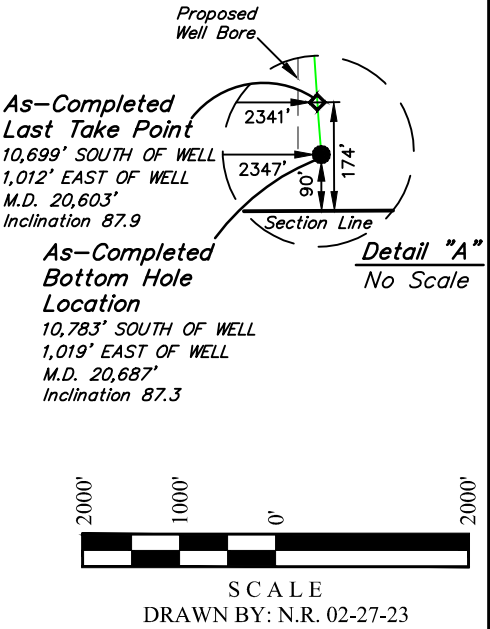 Proposed
Well Bore
As-Completed
Last Take Point
10,699' SOUTH OF WELL
1,012' EAST OF WELL
M.D. 20,603'
Inclination 87.9
2341'
2347'
90'
174'
Section Line
As-Completed
Bottom Hole
Location
10,783' SOUTH OF WELL
1,019' EAST OF WELL
M.D. 20,687'
Inclination 87.3
Detail "A"
No Scale
2000'
1000'
0'
2000'
SCALE
DRAWN BY: N.R. 02-27-23